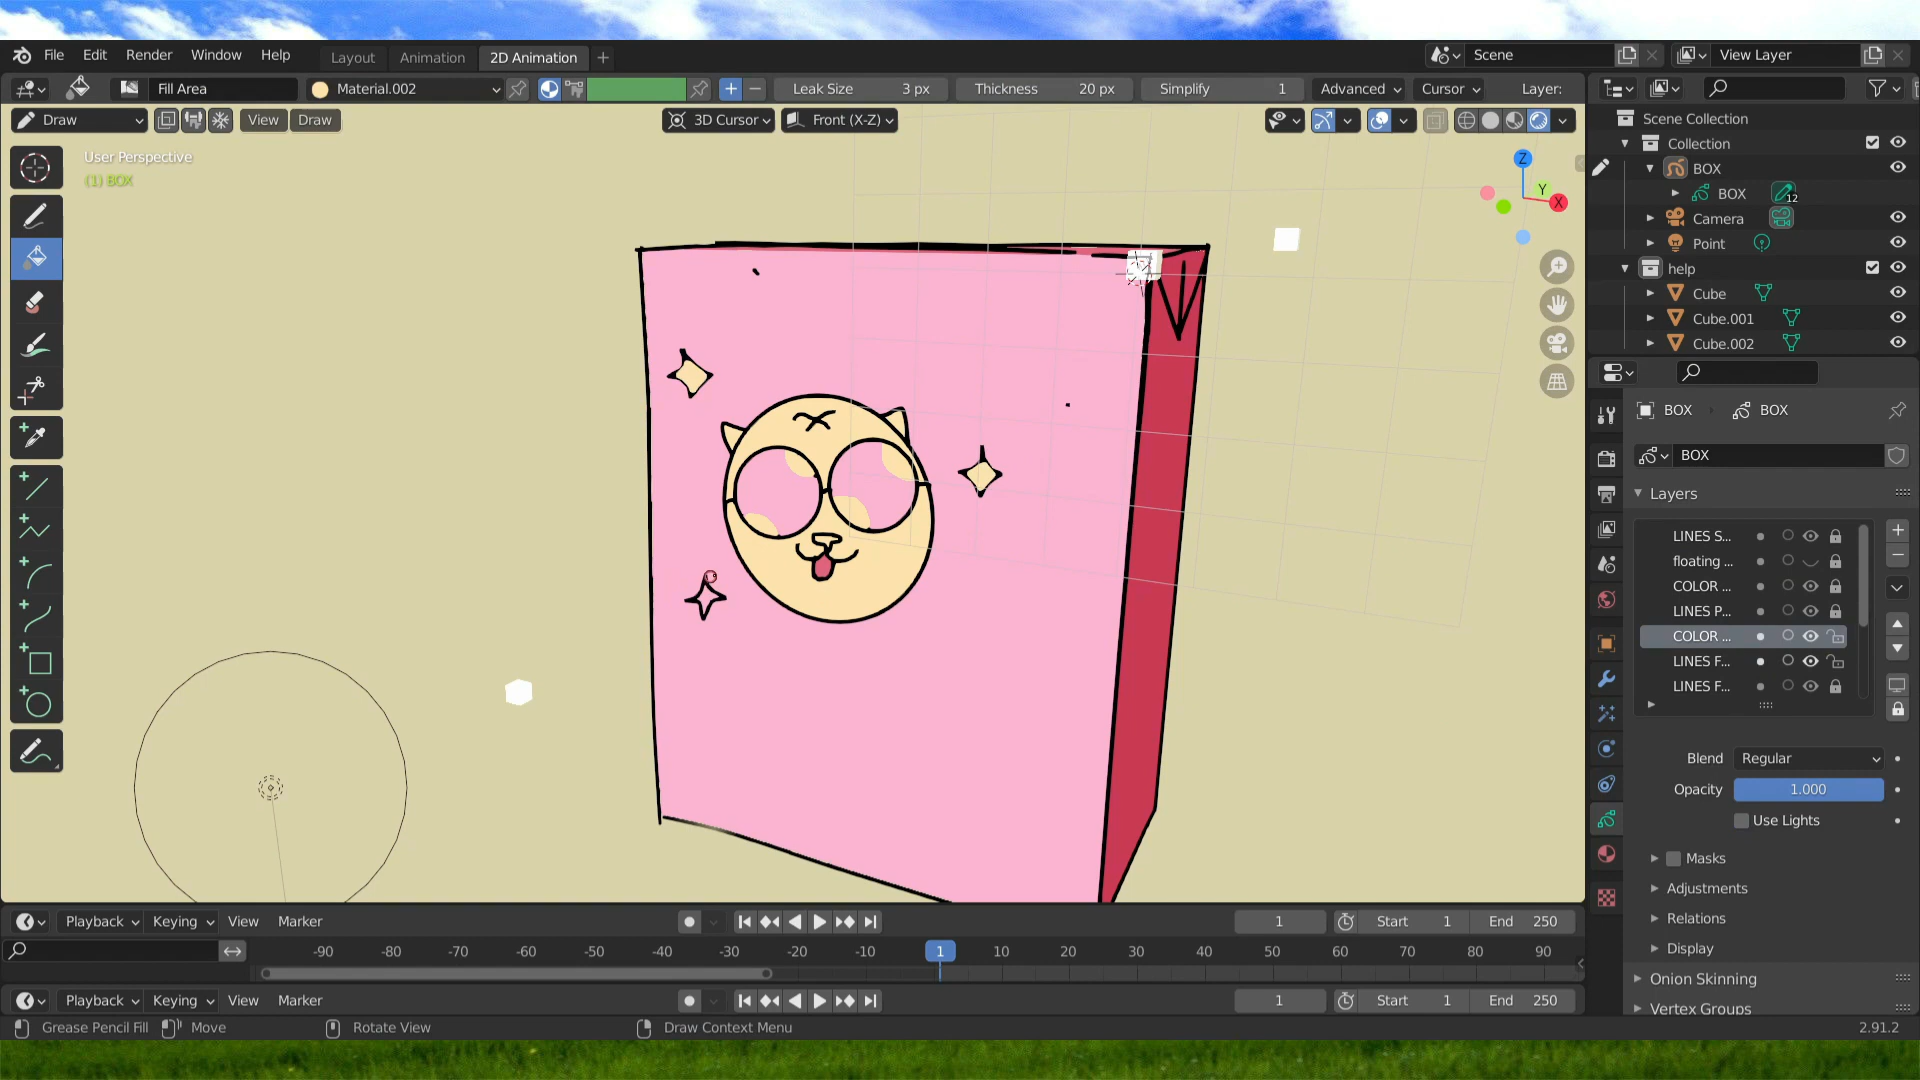 File Edit Render Window Help Layout Animation 2D Animation + Scene View Layer
Fill Area Material.002 Leak Size 3 px Thickness 20 px Simplify 1 Advanced Cursor Layer:
Draw View Draw 3D Cursor Front (X-Z)
User Perspective
(1) BOX
Z
Y
X
Scene Collection
Collection
BOX
BOX 12
Camera
Point
help
Cube
Cube.001
Cube.002
BOX BOX
BOX
Layers
LINES S...
floating ...
COLOR ...
LINES P...
COLOR ...
LINES F...
LINES F...
Blend Regular
Opacity 1.000
Use Lights
Masks
Adjustments
Relations
Display
Onion Skinning
Vertex Groups
Playback Keying View Marker 1 Start 1 End 250
-90 -80 -70 -60 -50 -40 -30 -20 -10 1 10 20 30 40 50 60 70 80 90
Playback Keying View Marker 1 Start 1 End 250
Grease Pencil Fill Move Rotate View Draw Context Menu 2.91.2